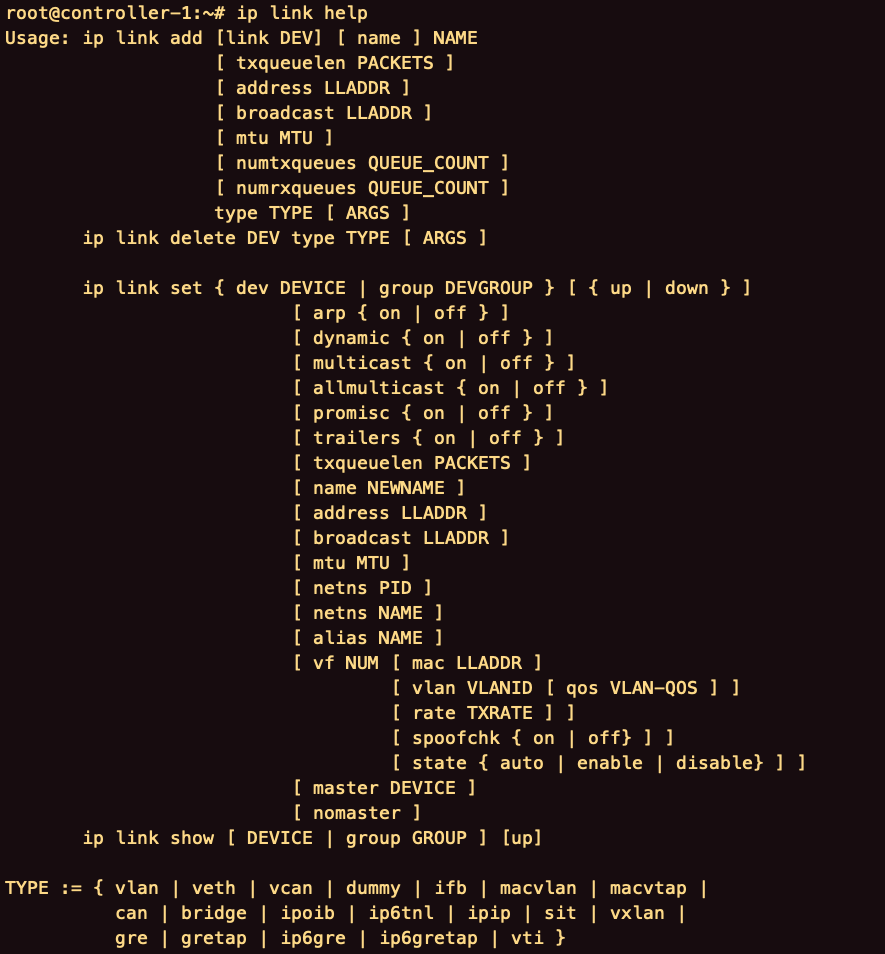 root@controller-1:~# ip link help
Usage: ip link add [link DEV] [ name ] NAME
                   [ txqueuelen PACKETS ]
                   [ address LLADDR ]
                   [ broadcast LLADDR ]
                   [ mtu MTU ]
                   [ numtxqueues QUEUE_COUNT ]
                   [ numrxqueues QUEUE_COUNT ]
                   type TYPE [ ARGS ]
       ip link delete DEV type TYPE [ ARGS ]

       ip link set { dev DEVICE | group DEVGROUP } [ { up | down } ]
                          [ arp { on | off } ]
                          [ dynamic { on | off } ]
                          [ multicast { on | off } ]
                          [ allmulticast { on | off } ]
                          [ promisc { on | off } ]
                          [ trailers { on | off } ]
                          [ txqueuelen PACKETS ]
                          [ name NEWNAME ]
                          [ address LLADDR ]
                          [ broadcast LLADDR ]
                          [ mtu MTU ]
                          [ netns PID ]
                          [ netns NAME ]
                          [ alias NAME ]
                          [ vf NUM [ mac LLADDR ]
                                   [ vlan VLANID [ qos VLAN-QOS ] ]
                                   [ rate TXRATE ] ]
                                   [ spoofchk { on | off} ] ]
                                   [ state { auto | enable | disable} ] ]
                          [ master DEVICE ]
                          [ nomaster ]
       ip link show [ DEVICE | group GROUP ] [up]

TYPE := { vlan | veth | vcan | dummy | ifb | macvlan | macvtap |
          can | bridge | ipoib | ip6tnl | ipip | sit | vxlan |
          gre | gretap | ip6gre | ip6gretap | vti }